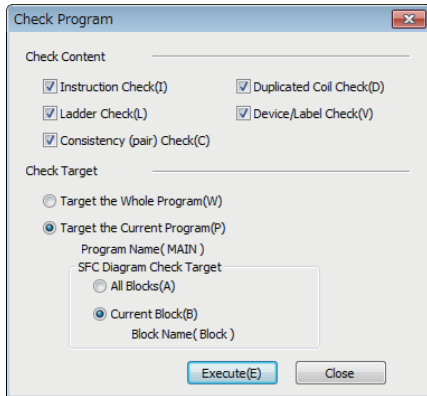 Check Program
Check Content
Instruction Check(I)
Duplicated Coil Check(D)
Ladder Check(L)
Device/Label Check(V)
Consistency (pair) Check(C)
Check Target
Target the Whole Program(W)
Target the Current Program(P)
Program Name( MAIN )
SFC Diagram Check Target
All Blocks(A)
Current Block(B)
Block Name( Block )
Execute(E)
Close